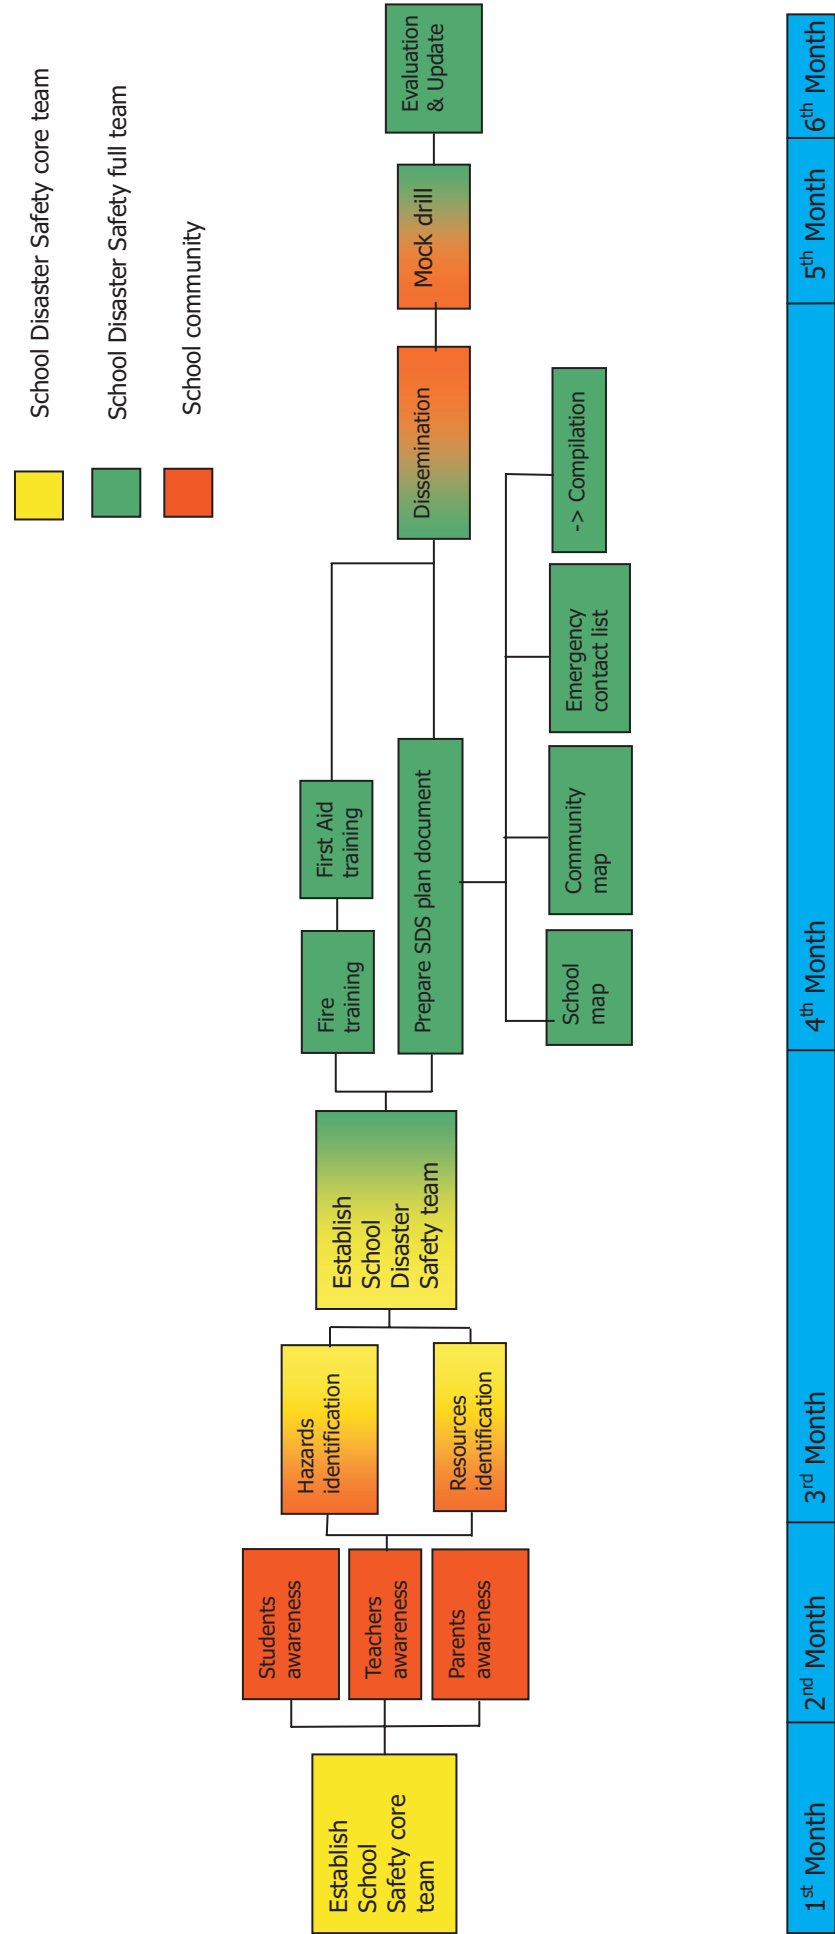 School Disaster Safety core team
School Disaster Safety full team
School community
Establish
School
Safety core
team
Students
awareness
Teachers
awareness
Parents
awareness
Hazards
identification
Resources
identification
Establish
School
Disaster
Safety team
Fire
training
First Aid
training
Prepare SDS plan document
School
map
Community
map
Emergency
contact list
-> Compilation
Dissemination
Mock drill
Evaluation
& Update
1st Month
2nd Month
3rd Month
4th Month
5th Month
6th Month